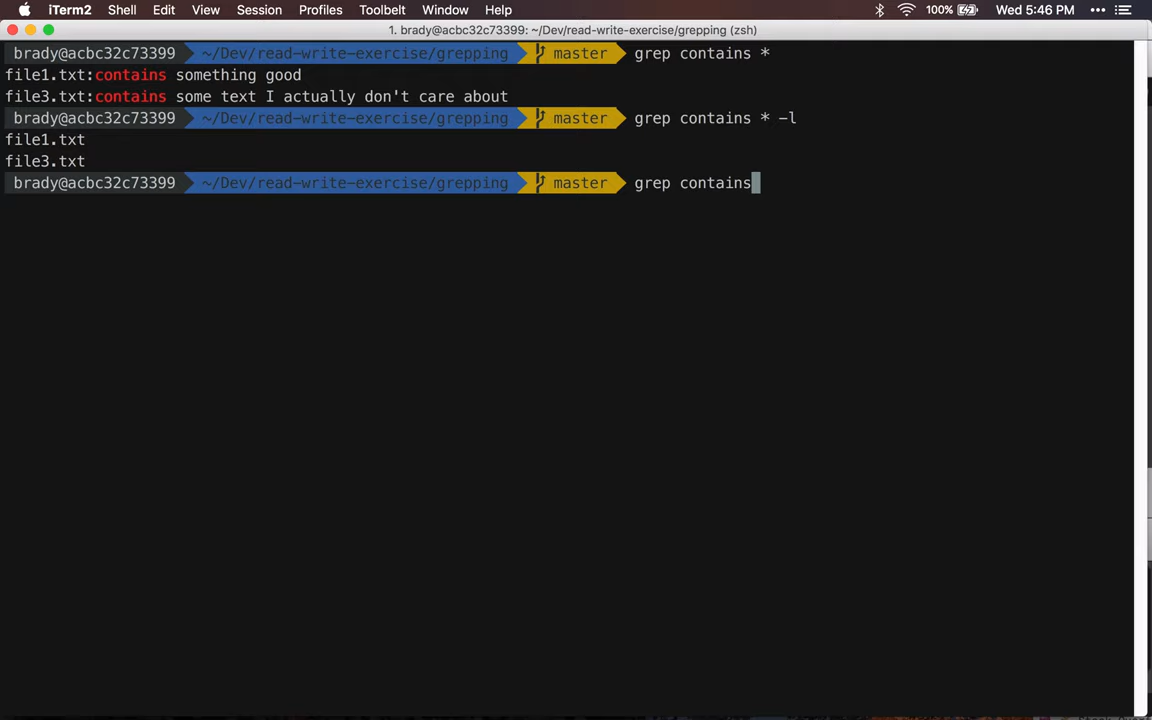 iTerm2 Shell Edit View Session Profiles Toolbelt Window Help 100% Wed 5:46 PM
1. brady@acbc32c73399: ~/Dev/read-write-exercise/grepping (zsh)
brady@acbc32c73399 ~/Dev/read-write-exercise/grepping master grep contains *
file1.txt:contains something good
file3.txt:contains some text I actually don't care about
brady@acbc32c73399 ~/Dev/read-write-exercise/grepping master grep contains * -l
file1.txt
file3.txt
brady@acbc32c73399 ~/Dev/read-write-exercise/grepping master grep contains